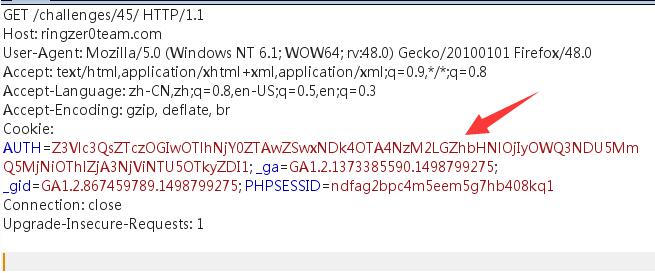 GET /challenges/45/ HTTP/1.1
Host: ringzer0team.com
User-Agent: Mozilla/5.0 (Windows NT 6.1; WOW64; rv:48.0) Gecko/20100101 Firefox/48.0
Accept: text/html,application/xhtml+xml,application/xml;q=0.9,*/*;q=0.8
Accept-Language: zh-CN,zh;q=0.8,en-US;q=0.5,en;q=0.3
Accept-Encoding: gzip, deflate, br
Cookie:
AUTH=Z3Vlc3QsZTczOGIwOTlhNjY0ZTAwZSwxNDk4OTA4NzM2LGZhbHNlOjIyOWQ3NDU5Mm
Q5MjNiOThlZjA3NjViNTU5OTkyZDI1; _ga=GA1.2.1373385590.1498799275;
_gid=GA1.2.867459789.1498799275; PHPSESSID=ndfag2bpc4m5eem5g7hb408kq1
Connection: close
Upgrade-Insecure-Requests: 1